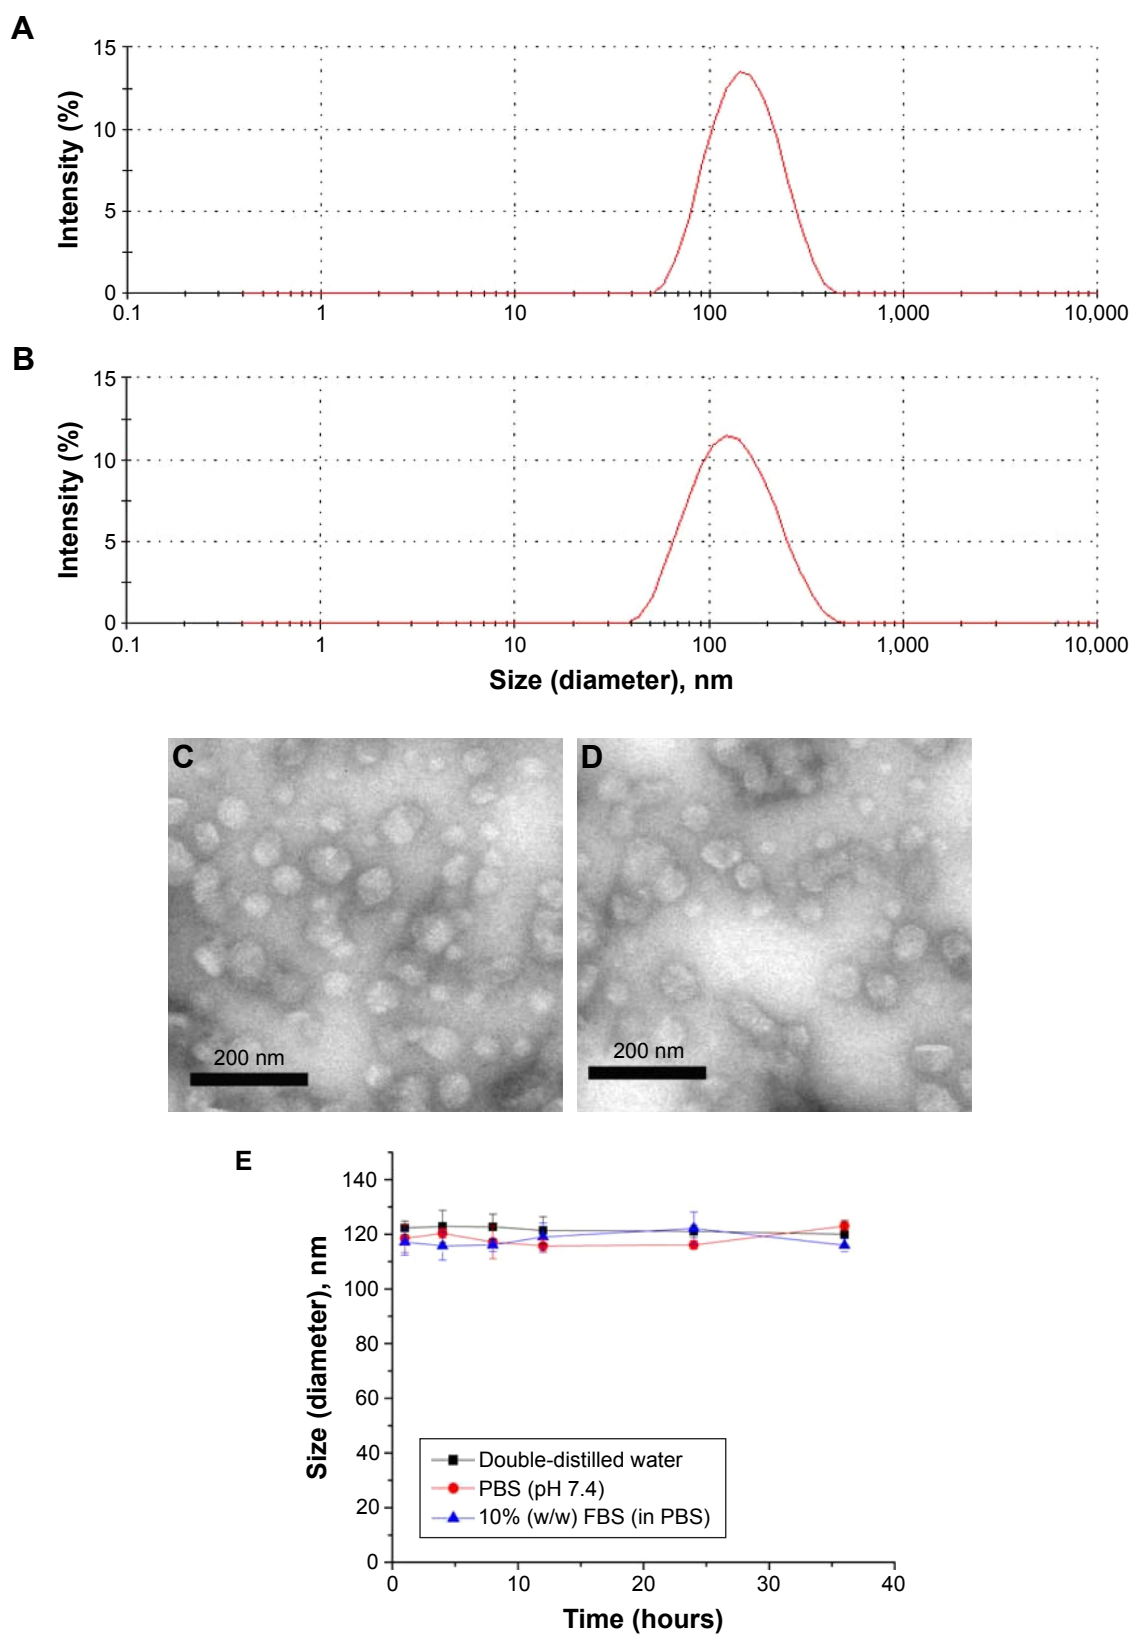 A
Intensity (%)
15
10
5
0
0.1 1 10 100 1,000 10,000
B
Intensity (%)
15
10
5
0
0.1 1 10 100 1,000 10,000
Size (diameter), nm
C
200 nm
D
200 nm
E
Size (diameter), nm
140
120
100
80
60
40
20
0
Double-distilled water
PBS (pH 7.4)
10% (w/w) FBS (in PBS)
0 10 20 30 40
Time (hours)